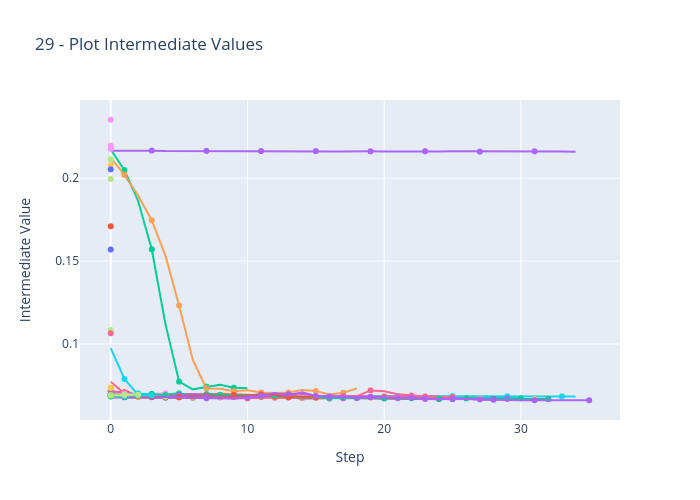 29 - Plot Intermediate Values
0.2
0.15
0.1
0
10
20
30
Step
Intermediate Value